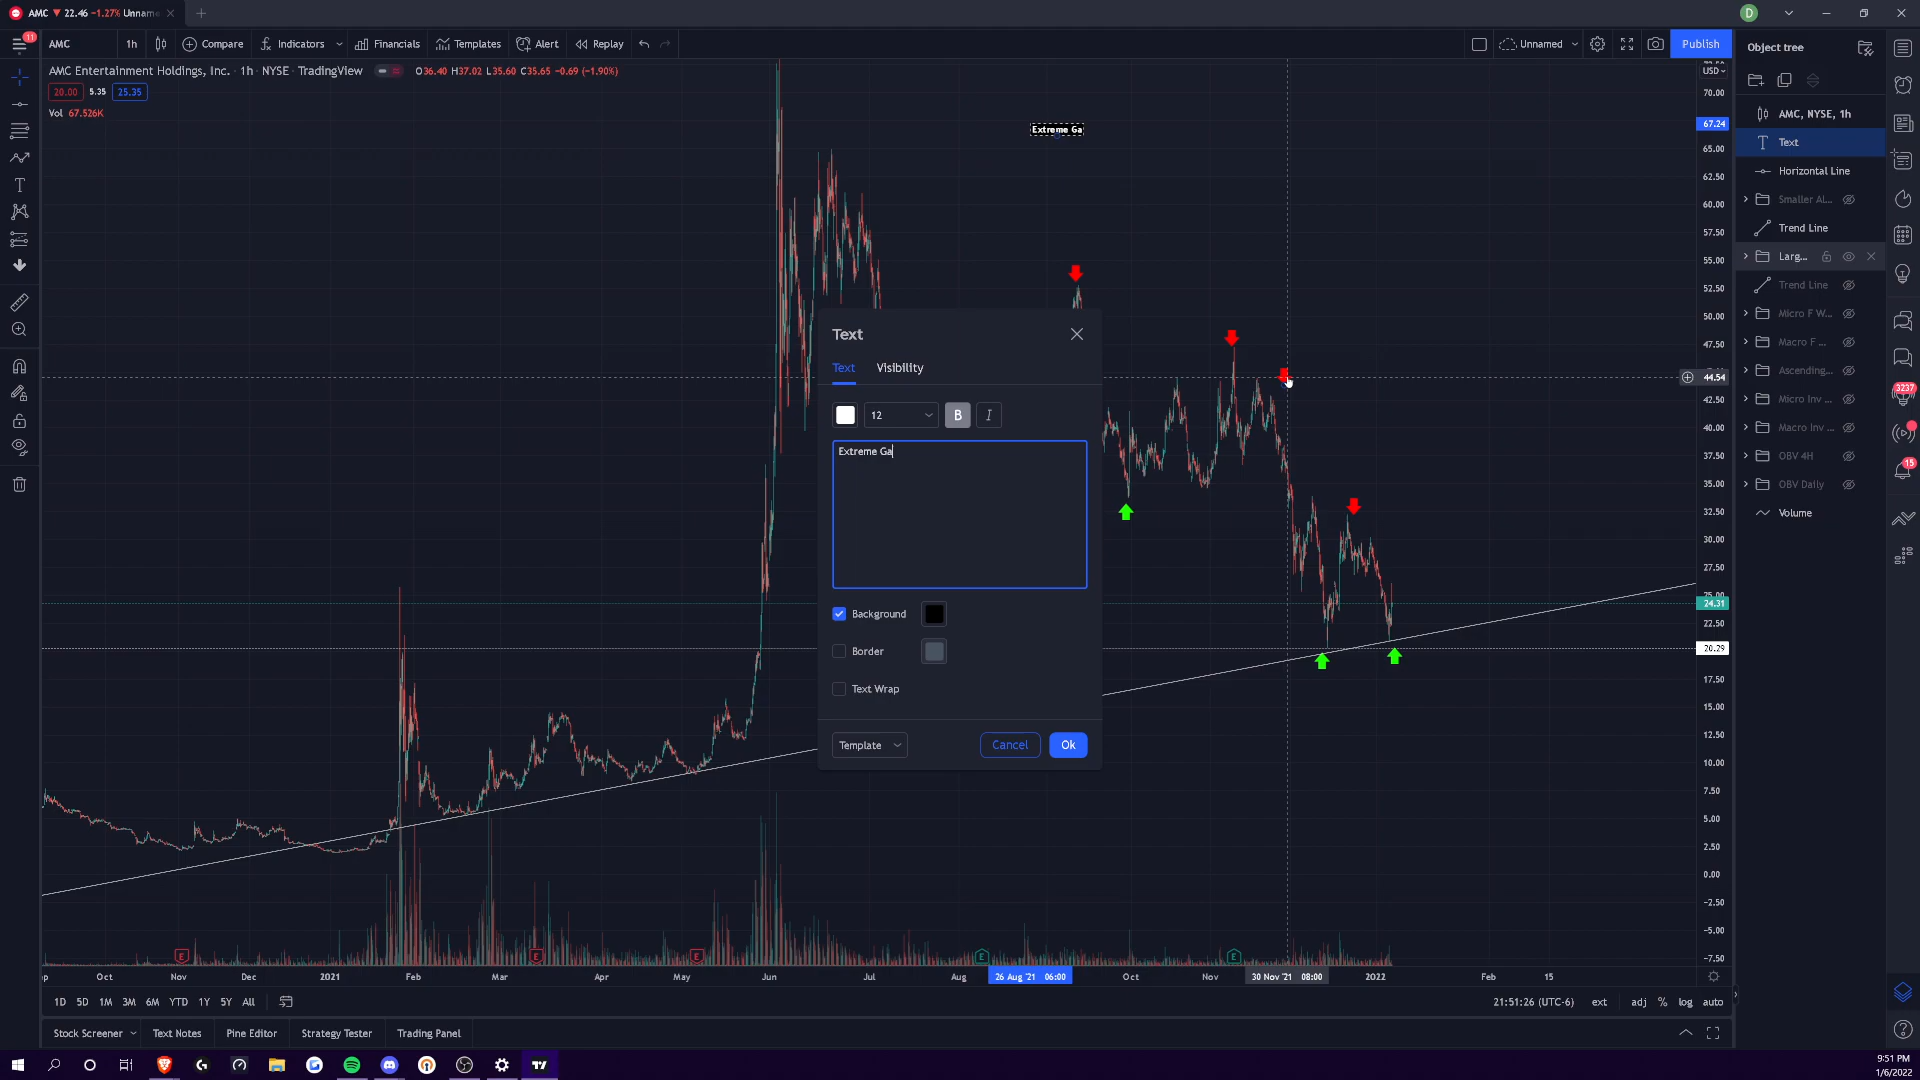 AMC ▼ 22.46 −1.27% Unname
D
11
AMC
1h
Compare
Indicators
Financials
Templates
Alert
Replay
Unnamed
Publish
Object tree
AMC Entertainment Holdings, Inc. · 1h · NYSE · TradingView
O36.40 H37.02 L35.60 C35.65 −0.69 (−1.90%)
20.00 5.35 25.35
Vol 67.526K
USD
70.00
67.24
65.00
62.50
60.00
57.50
55.00
52.50
50.00
47.50
44.54
42.50
40.00
37.50
35.00
32.50
30.00
27.50
24.31
22.50
20.29
17.50
15.00
12.50
10.00
7.50
5.00
2.50
0.00
−2.50
−5.00
−7.50
Extreme Ga
Text
Text
Visibility
12
B
I
Extreme Ga
Background
Border
Text Wrap
Template
Cancel
Ok
AMC, NYSE, 1h
Text
Horizontal Line
Smaller Al...
Trend Line
Larg...
Trend Line
Micro F W...
Macro F ...
Ascending...
Micro Inv ...
Macro Inv ...
OBV 4H
OBV Daily
Volume
3237
15
E
E
E
E
E
Oct
Nov
Dec
2021
Feb
Mar
Apr
May
Jun
Jul
Aug
26 Aug '21 06:00
Oct
Nov
30 Nov '21 08:00
2022
Feb
15
1D 5D 1M 3M 6M YTD 1Y 5Y All
21:51:26 (UTC-6)
ext
adj
%
log
auto
Stock Screener
Text Notes
Pine Editor
Strategy Tester
Trading Panel
9:51 PM
1/6/2022